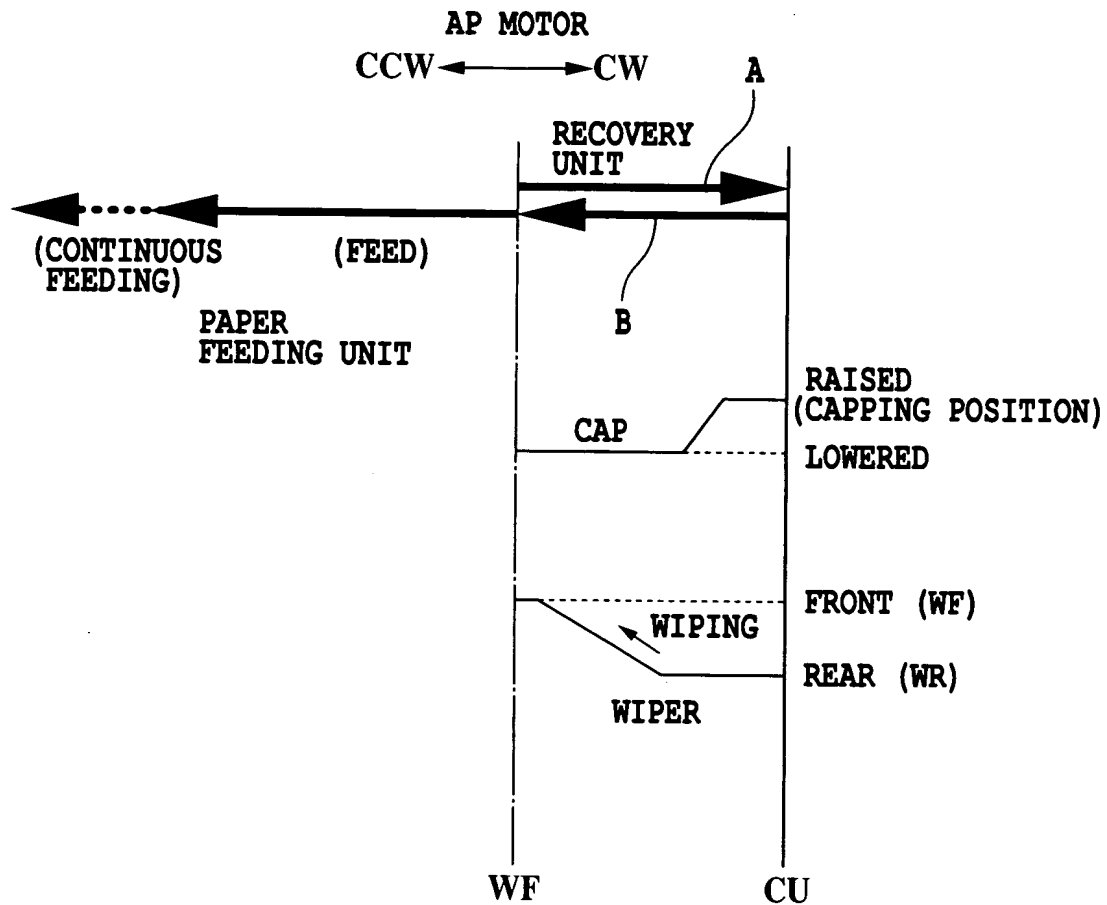 AP MOTOR
CCW CW
A
RECOVERY
UNIT
(CONTINUOUS
FEEDING)
(FEED)
B
PAPER
FEEDING UNIT
RAISED
(CAPPING POSITION)
CAP
LOWERED
FRONT (WF)
WIPING
REAR (WR)
WIPER
WF
CU